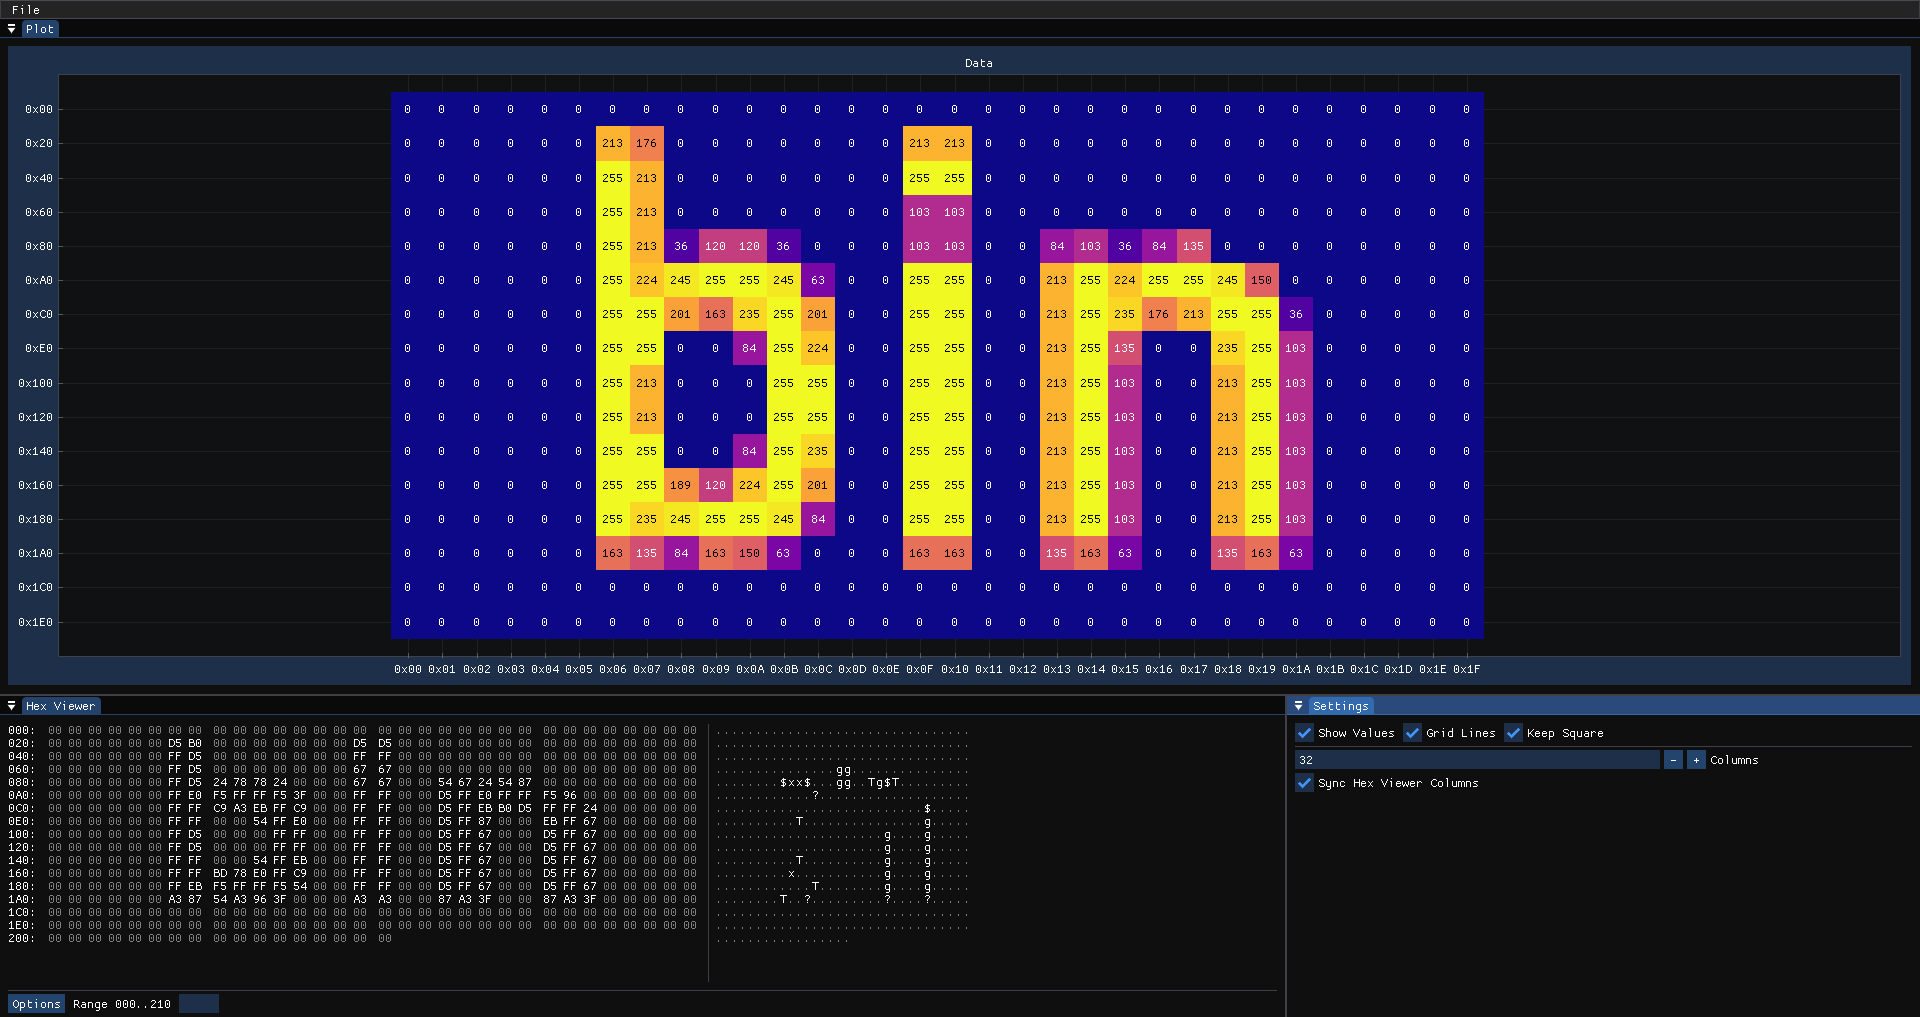 File
Plot
Data
0x00 0 0 0 0 0 0 0 0 0 0 0 0 0 0 0 0 0 0 0 0 0 0 0 0 0 0 0 0 0 0 0 0
0x20 0 0 0 0 0 0 213 176 0 0 0 0 0 0 0 213 213 0 0 0 0 0 0 0 0 0 0 0 0 0 0 0
0x40 0 0 0 0 0 0 255 213 0 0 0 0 0 0 0 255 255 0 0 0 0 0 0 0 0 0 0 0 0 0 0 0
0x60 0 0 0 0 0 0 255 213 0 0 0 0 0 0 0 103 103 0 0 0 0 0 0 0 0 0 0 0 0 0 0 0
0x80 0 0 0 0 0 0 255 213 36 120 120 36 0 0 0 103 103 0 0 84 103 36 84 135 0 0 0 0 0 0 0 0
0xA0 0 0 0 0 0 0 255 224 245 255 255 245 63 0 0 255 255 0 0 213 255 224 255 255 245 150 0 0 0 0 0 0
0xC0 0 0 0 0 0 0 255 255 201 163 235 255 201 0 0 255 255 0 0 213 255 235 176 213 255 255 36 0 0 0 0 0
0xE0 0 0 0 0 0 0 255 255 0 0 84 255 224 0 0 255 255 0 0 213 255 135 0 0 235 255 103 0 0 0 0 0
0x100 0 0 0 0 0 0 255 213 0 0 0 255 255 0 0 255 255 0 0 213 255 103 0 0 213 255 103 0 0 0 0 0
0x120 0 0 0 0 0 0 255 213 0 0 0 255 255 0 0 255 255 0 0 213 255 103 0 0 213 255 103 0 0 0 0 0
0x140 0 0 0 0 0 0 255 255 0 0 84 255 235 0 0 255 255 0 0 213 255 103 0 0 213 255 103 0 0 0 0 0
0x160 0 0 0 0 0 0 255 255 189 120 224 255 201 0 0 255 255 0 0 213 255 103 0 0 213 255 103 0 0 0 0 0
0x180 0 0 0 0 0 0 255 235 245 255 255 245 84 0 0 255 255 0 0 213 255 103 0 0 213 255 103 0 0 0 0 0
0x1A0 0 0 0 0 0 0 163 135 84 163 150 63 0 0 0 163 163 0 0 135 163 63 0 0 135 163 63 0 0 0 0 0
0x1C0 0 0 0 0 0 0 0 0 0 0 0 0 0 0 0 0 0 0 0 0 0 0 0 0 0 0 0 0 0 0 0 0
0x1E0 0 0 0 0 0 0 0 0 0 0 0 0 0 0 0 0 0 0 0 0 0 0 0 0 0 0 0 0 0 0 0 0
0x00 0x01 0x02 0x03 0x04 0x05 0x06 0x07 0x08 0x09 0x0A 0x0B 0x0C 0x0D 0x0E 0x0F 0x10 0x11 0x12 0x13 0x14 0x15 0x16 0x17 0x18 0x19 0x1A 0x1B 0x1C 0x1D 0x1E 0x1F
Hex Viewer
000: 00 00 00 00 00 00 00 00 00 00 00 00 00 00 00 00 00 00 00 00 00 00 00 00 00 00 00 00 00 00 00 00 ................................
020: 00 00 00 00 00 00 D5 B0 00 00 00 00 00 00 00 D5 D5 00 00 00 00 00 00 00 00 00 00 00 00 00 00 00 ................................
040: 00 00 00 00 00 00 FF D5 00 00 00 00 00 00 00 FF FF 00 00 00 00 00 00 00 00 00 00 00 00 00 00 00 ................................
060: 00 00 00 00 00 00 FF D5 00 00 00 00 00 00 00 67 67 00 00 00 00 00 00 00 00 00 00 00 00 00 00 00 ...............gg...............
080: 00 00 00 00 00 00 FF D5 24 78 78 24 00 00 00 67 67 00 00 54 67 24 54 87 00 00 00 00 00 00 00 00 ........$xx$...gg..Tg$T.........
0A0: 00 00 00 00 00 00 FF E0 F5 FF FF F5 3F 00 00 FF FF 00 00 D5 FF E0 FF FF F5 96 00 00 00 00 00 00 ............?...................
0C0: 00 00 00 00 00 00 FF FF C9 A3 EB FF C9 00 00 FF FF 00 00 D5 FF EB B0 D5 FF FF 24 00 00 00 00 00 ..........................$.....
0E0: 00 00 00 00 00 00 FF FF 00 00 54 FF E0 00 00 FF FF 00 00 D5 FF 87 00 00 EB FF 67 00 00 00 00 00 ..........T...............g.....
100: 00 00 00 00 00 00 FF D5 00 00 00 FF FF 00 00 FF FF 00 00 D5 FF 67 00 00 D5 FF 67 00 00 00 00 00 .....................g....g.....
120: 00 00 00 00 00 00 FF D5 00 00 00 FF FF 00 00 FF FF 00 00 D5 FF 67 00 00 D5 FF 67 00 00 00 00 00 .....................g....g.....
140: 00 00 00 00 00 00 FF FF 00 00 54 FF EB 00 00 FF FF 00 00 D5 FF 67 00 00 D5 FF 67 00 00 00 00 00 ..........T..........g....g.....
160: 00 00 00 00 00 00 FF FF BD 78 E0 FF C9 00 00 FF FF 00 00 D5 FF 67 00 00 D5 FF 67 00 00 00 00 00 .........x...........g....g.....
180: 00 00 00 00 00 00 FF EB F5 FF FF F5 54 00 00 FF FF 00 00 D5 FF 67 00 00 D5 FF 67 00 00 00 00 00 ............T........g....g.....
1A0: 00 00 00 00 00 00 A3 87 54 A3 96 3F 00 00 00 A3 A3 00 00 87 A3 3F 00 00 87 A3 3F 00 00 00 00 00 ........T..?.........?....?.....
1C0: 00 00 00 00 00 00 00 00 00 00 00 00 00 00 00 00 00 00 00 00 00 00 00 00 00 00 00 00 00 00 00 00 ................................
1E0: 00 00 00 00 00 00 00 00 00 00 00 00 00 00 00 00 00 00 00 00 00 00 00 00 00 00 00 00 00 00 00 00 ................................
200: 00 00 00 00 00 00 00 00 00 00 00 00 00 00 00 00 00 .................
Options Range 000..210
Settings
Show Values Grid Lines Keep Square
32 - + Columns
Sync Hex Viewer Columns